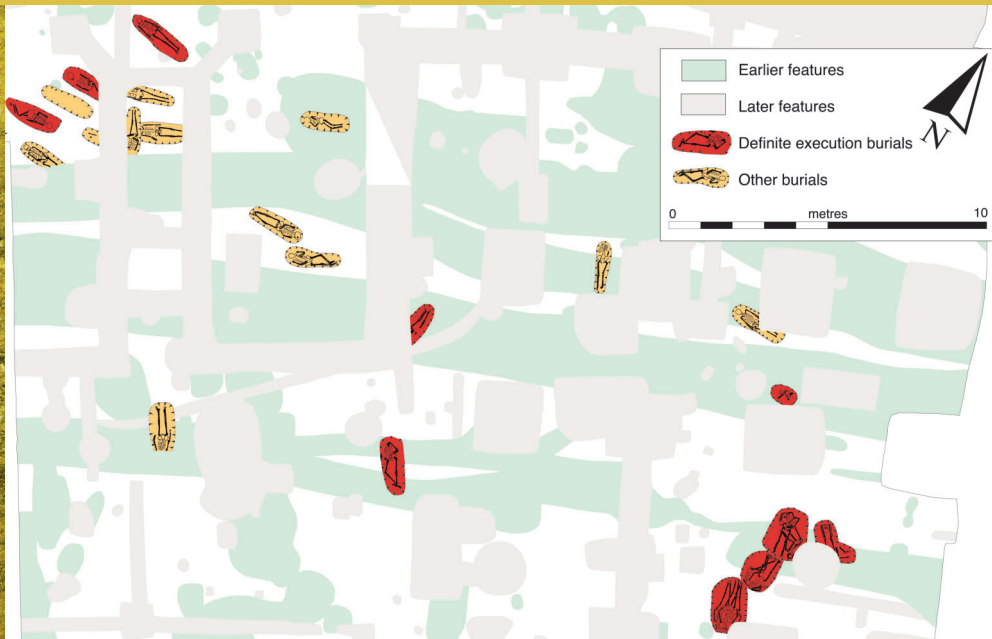 Earlier features
Later features
Definite execution burials
Other burials
N
0 metres 10